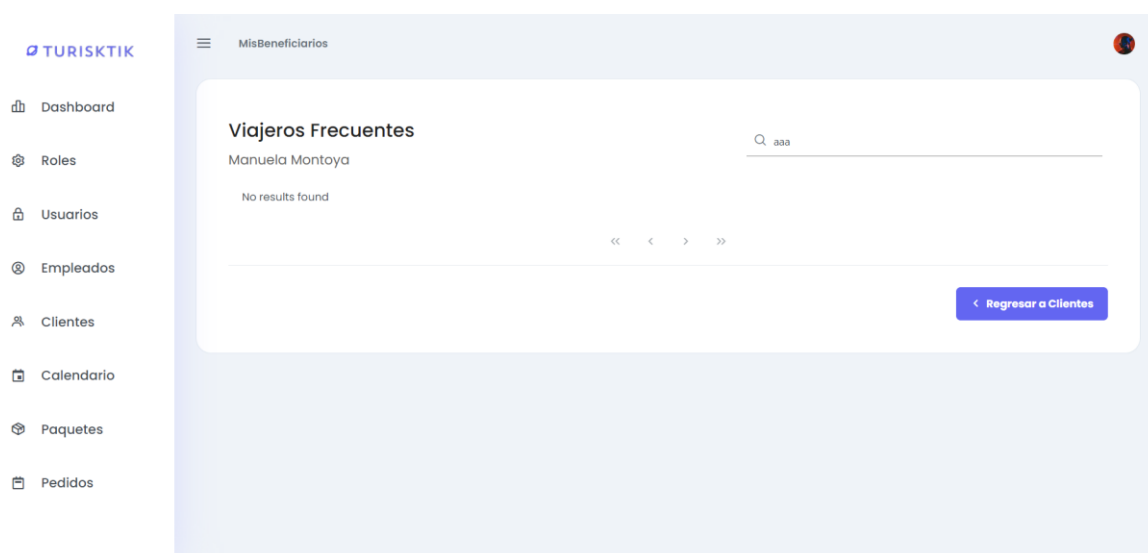 TURISKTIK
Dashboard
Roles
Usuarios
Empleados
Clientes
Calendario
Paquetes
Pedidos
MisBeneficiarios
Viajeros Frecuentes
Manuela Montoya
aaa
No results found
<< < > >>
< Regresar a Clientes